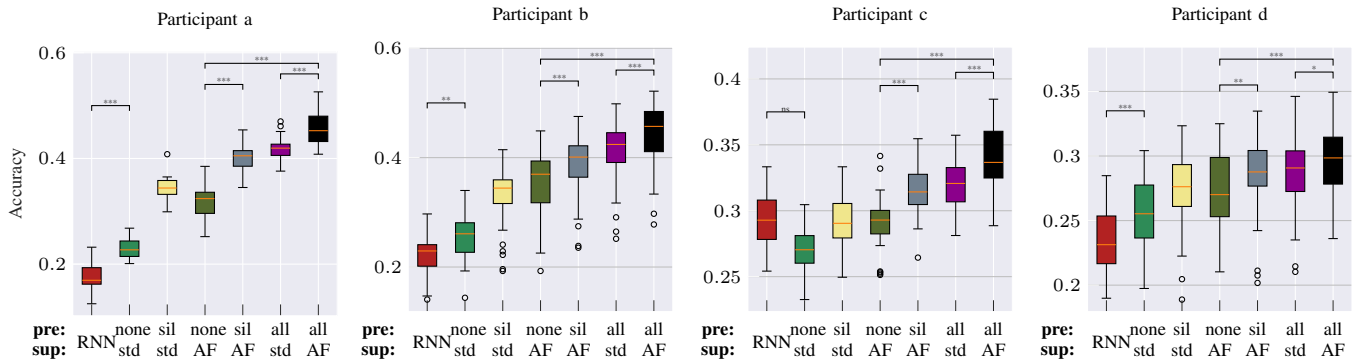 Participant a
Participant b
Participant c
Participant d
Accuracy
0.6
0.4
0.2
***
***
***
***
0.6
0.4
0.2
**
***
***
***
0.4
0.35
0.3
0.25
ns
***
***
***
0.35
0.3
0.25
0.2
***
**
***
*
pre: none sil none sil all all
RNN
sup: std std AF AF std AF
pre: none sil none sil all all
RNN
sup: std std AF AF std AF
pre: none sil none sil all all
RNN
sup: std std AF AF std AF
pre: none sil none sil all all
RNN
sup: std std AF AF std AF